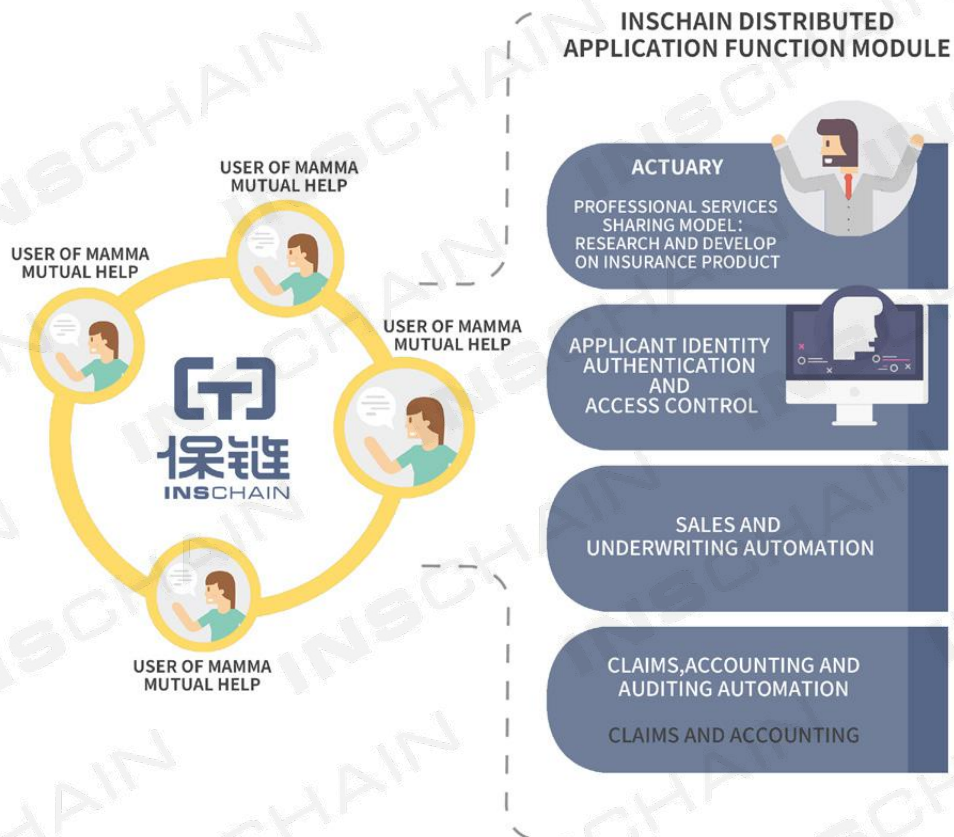 INSCHAIN DISTRIBUTED
APPLICATION FUNCTION MODULE
USER OF MAMMA
MUTUAL HELP
USER OF MAMMA
MUTUAL HELP
USER OF MAMMA
MUTUAL HELP
保链
INSCHAIN
USER OF MAMMA
MUTUAL HELP
ACTUARY
PROFESSIONAL SERVICES
SHARING MODEL:
RESEARCH AND DEVELOP
ON INSURANCE PRODUCT
APPLICANT IDENTITY
AUTHENTICATION
AND
ACCESS CONTROL
SALES AND
UNDERWRITING AUTOMATION
CLAIMS,ACCOUNTING AND
AUDITING AUTOMATION
CLAIMS AND ACCOUNTING